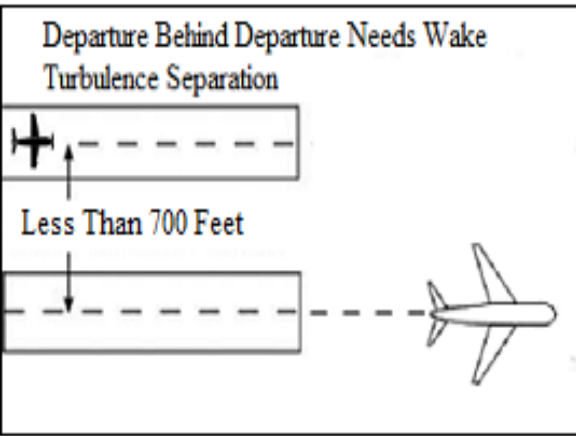 Departure Behind Departure Needs Wake
Turbulence Separation
Less Than 700 Feet